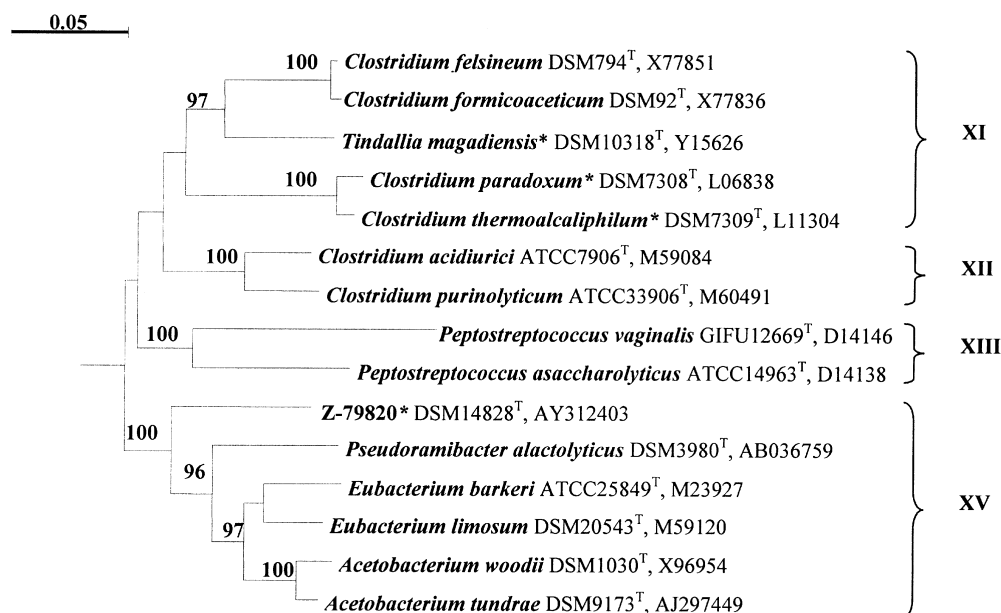 0.05
100 Clostridium felsineum DSM794T, X77851
97 Clostridium formicoaceticum DSM92T, X77836
Tindallia magadiensis* DSM10318T, Y15626
XI
100 Clostridium paradoxum* DSM7308T, L06838
Clostridium thermoalcaliphilum* DSM7309T, L11304
100 Clostridium acidiurici ATCC7906T, M59084
XII
Clostridium purinolyticum ATCC33906T, M60491
100 Peptostreptococcus vaginalis GIFU12669T, D14146
XIII
Peptostreptococcus asaccharolyticus ATCC14963T, D14138
Z-79820* DSM14828T, AY312403
100
Pseudoramibacter alactolyticus DSM3980T, AB036759
96
Eubacterium barkeri ATCC25849T, M23927
XV
97 Eubacterium limosum DSM20543T, M59120
100 Acetobacterium woodii DSM1030T, X96954
Acetobacterium tundrae DSM9173T, AJ297449